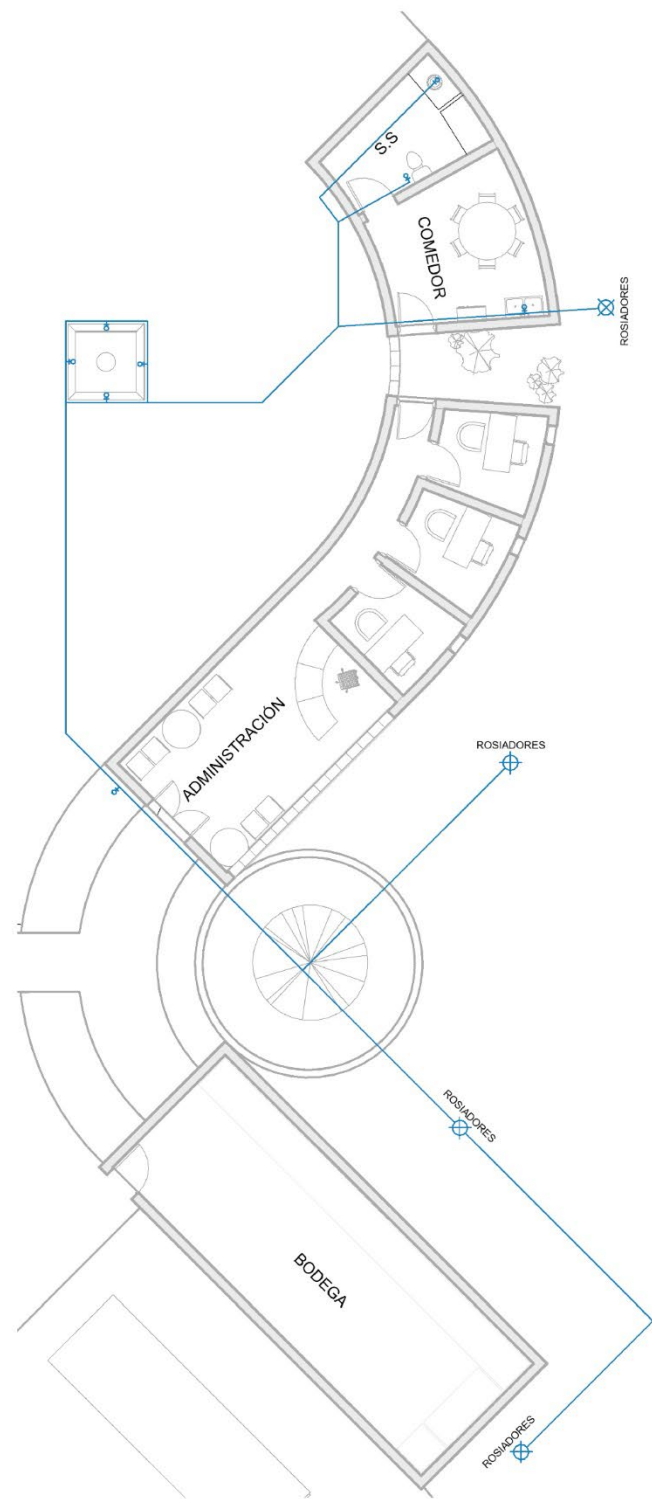 S.S
COMEDOR
ROSIADORES
ADMINISTRACIÓN
ROSIADORES
ROSIADORES
BODEGA
ROSIADORES